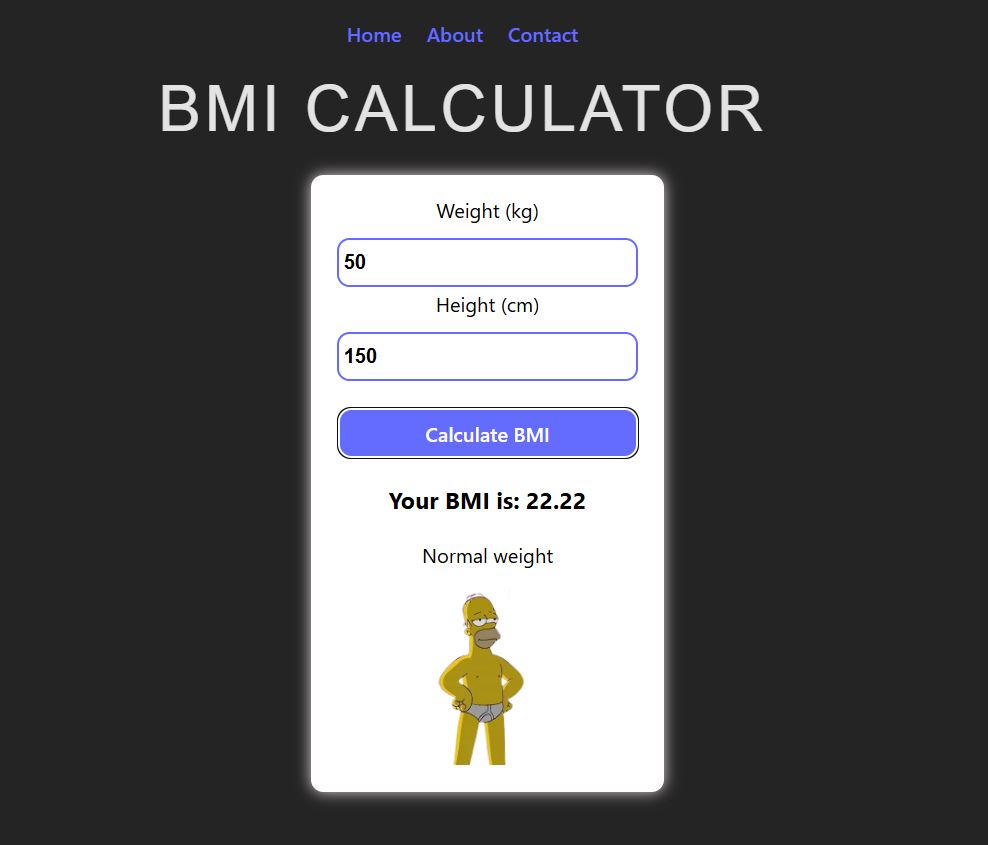 Home About Contact
BMI CALCULATOR
Weight (kg)
50
Height (cm)
150
Calculate BMI
Your BMI is: 22.22
Normal weight